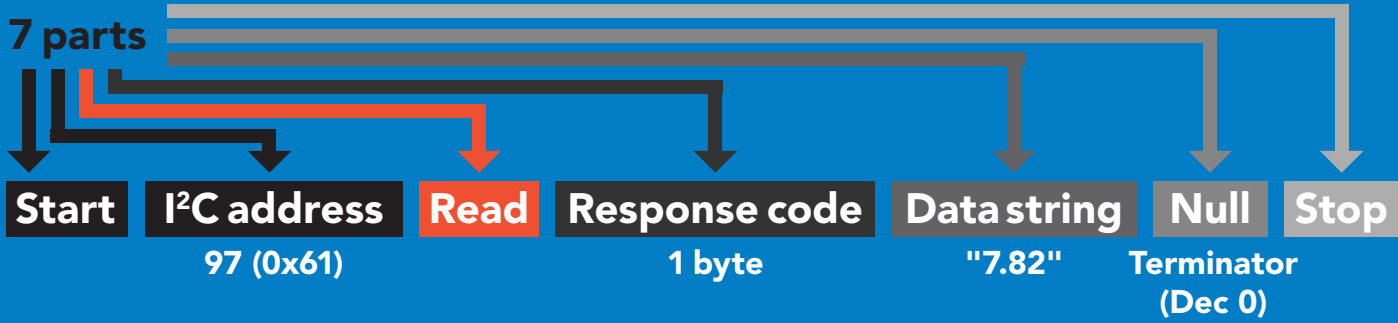 7 parts
Start I²C address Read Response code Data string Null Stop
97 (0x61) 1 byte "7.82" Terminator
(Dec 0)